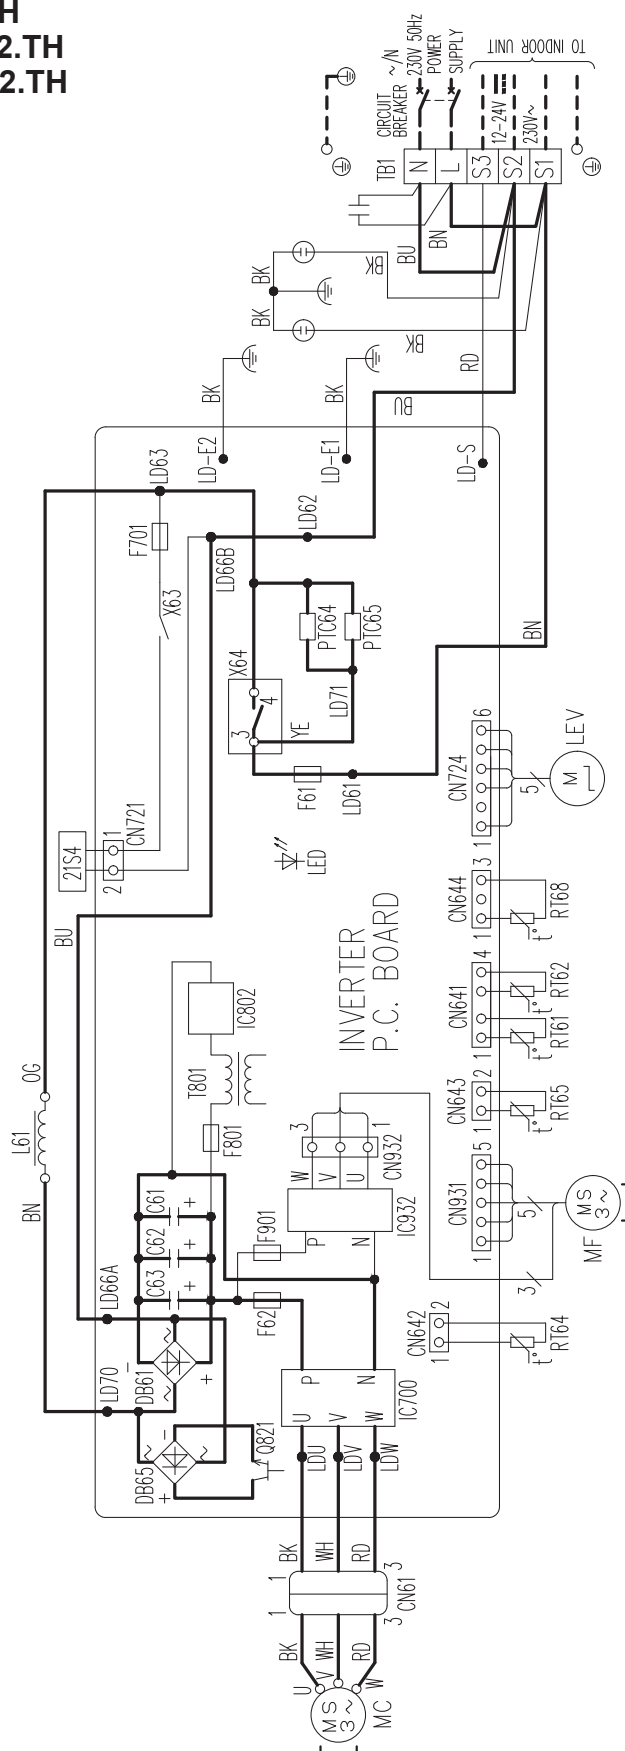 H
2.TH
2.TH
CIRCUIT
BREAKER
~/N
230V 50Hz
POWER
SUPPLY
TO INDOOR UNIT
12-24V
230V~
TB1
N
L
S3
S2
S1
BK
BK
BK
BK
BU
BN
RD
BK
BK
BU
LD-E2
LD-E1
LD-S
LD63
F701
X63
LD66B
LD62
PTC64
PTC65
X64
3
4
YE
LD71
F61
LD61
BN
21S4
2
1
CN721
LED
CN724
1
6
5
M
LEV
BU
INVERTER
P.C. BOARD
IC802
T801
F801
CN644
1
3
t°
RT68
CN641
1
4
t°
RT61
t°
RT62
CN643
1
2
t°
RT65
CN931
1
5
5
MS
3~
MF
3
CN642
1
2
t°
RT64
L61
OG
BN
LD66A
LD70
C61
+
C62
+
C63
+
F901
F62
W
V
U
3
1
CN932
P
N
IC932
DB61
-
~
~
+
DB65
~
-
+
~
Q821
P
N
U
V
W
IC700
LDU
LDV
LDW
BK
WH
RD
1
1
3
3
CN61
BK
WH
RD
U
V
W
MS
3~
MC